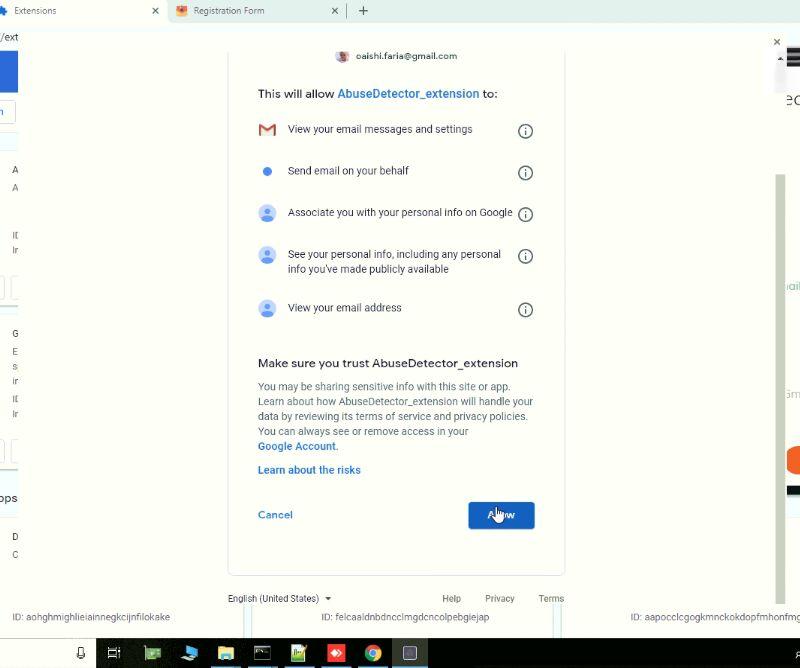 Extensions
Registration Form
/ext
oaishi.faria@gmail.com
This will allow AbuseDetector_extension to:
View your email messages and settings
Send email on your behalf
Associate you with your personal info on Google
See your personal info, including any personal
info you've made publicly available
View your email address
Make sure you trust AbuseDetector_extension
You may be sharing sensitive info with this site or app.
Learn about how AbuseDetector_extension will handle your
data by reviewing its terms of service and privacy policies.
You can always see or remove access in your
Google Account.
Learn about the risks
Cancel
Allow
English (United States)
Help
Privacy
Terms
ID: aohghmighlieiainnegkcijnfilokake
ID: felcaaldnbdncclmgdcncolpebgiejap
ID: aapocclcgogkmnckokdopfmhonfmg